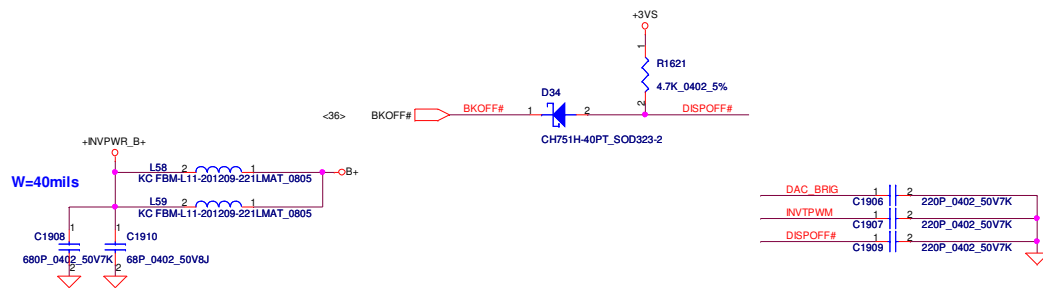 +3VS
1
R1621
4.7K_0402_5%
2
<36>
BKOFF#
BKOFF#
1
D34
2
DISPOFF#
CH751H-40PT_SOD323-2
+INVPWR_B+
W=40mils
L58
2
1
KC FBM-L11-201209-221LMAT_0805
B+
L59
2
1
KC FBM-L11-201209-221LMAT_0805
C1908
1
2
680P_0402_50V7K
C1910
1
2
68P_0402_50V8J
DAC_BRIG
1
2
C1906
220P_0402_50V7K
INVTPWM
1
2
C1907
220P_0402_50V7K
DISPOFF#
1
2
C1909
220P_0402_50V7K